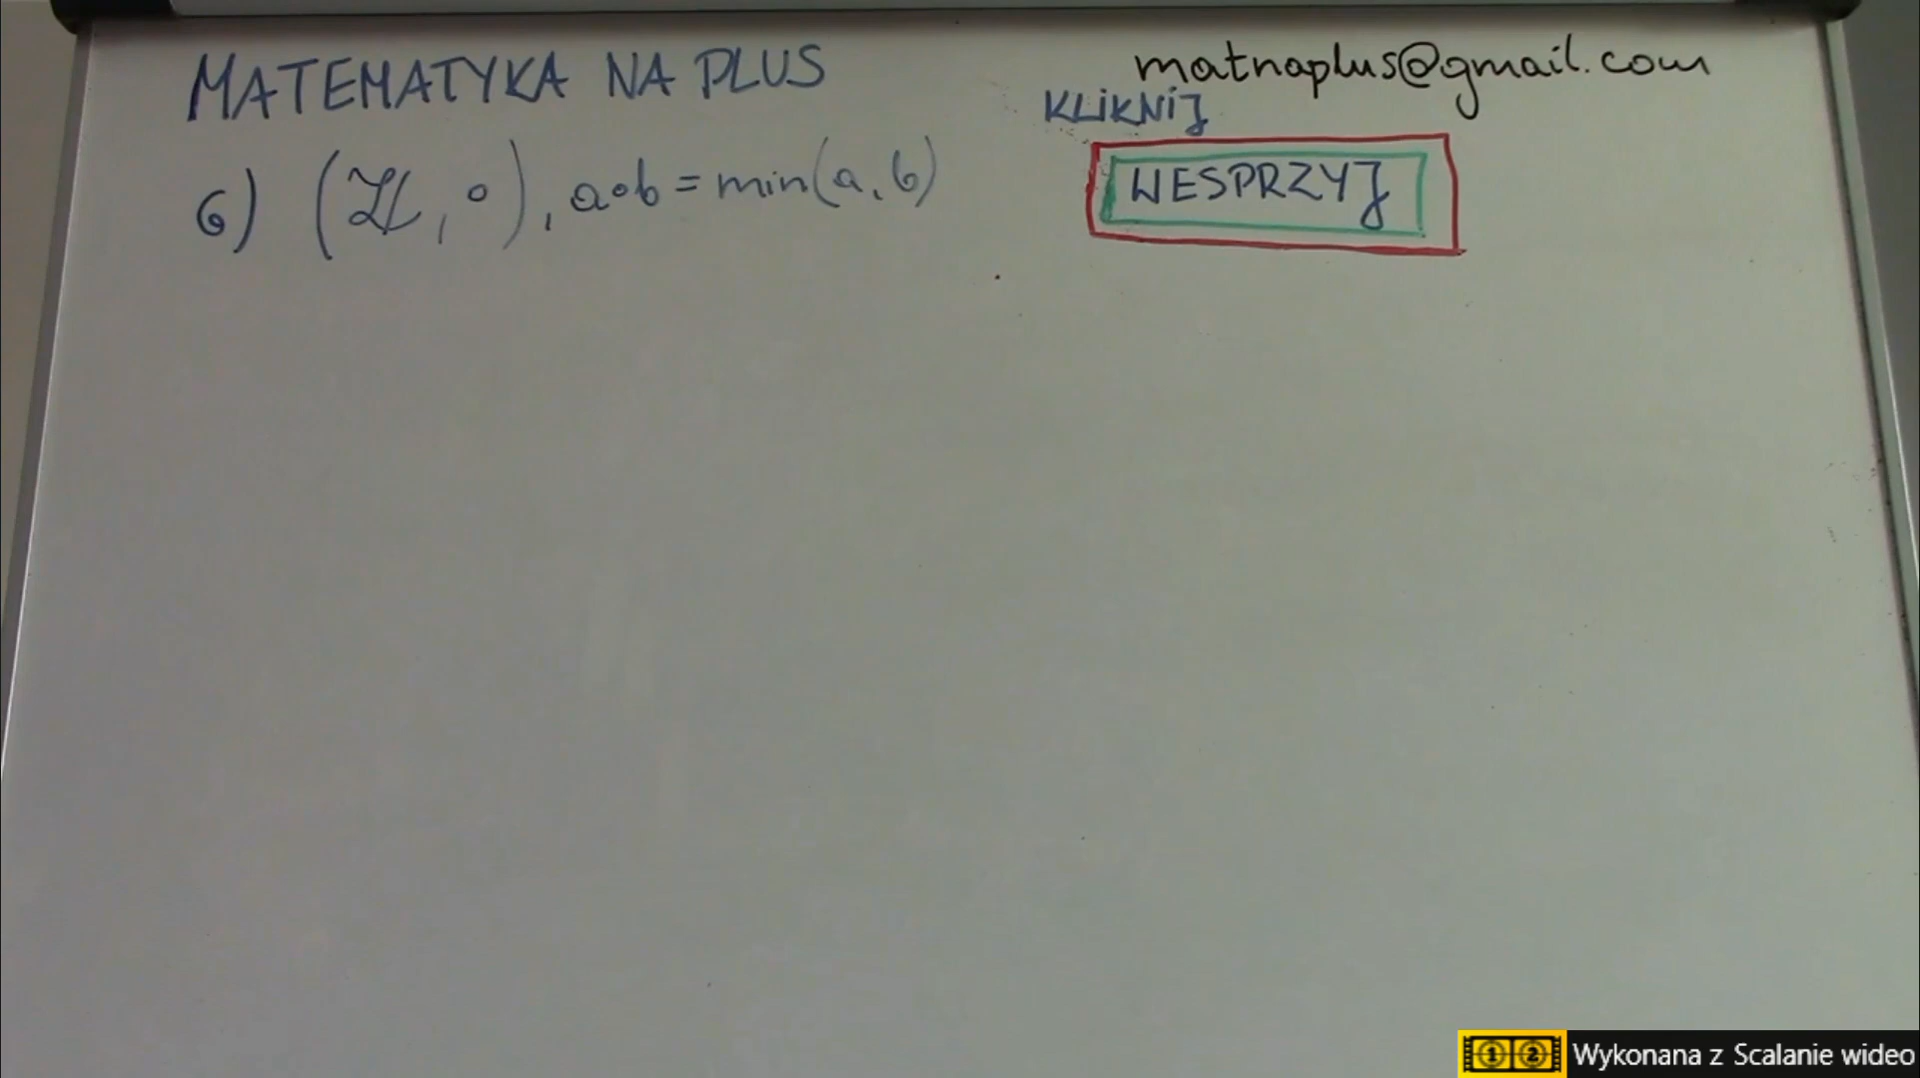 MATEMATYKA NA PLUS
matnaplus@gmail.com
KLIKNIJ
WESPRZYJ
6) (ℤ, ∘), a∘b = min(a, b)
Wykonana z Scalanie wideo